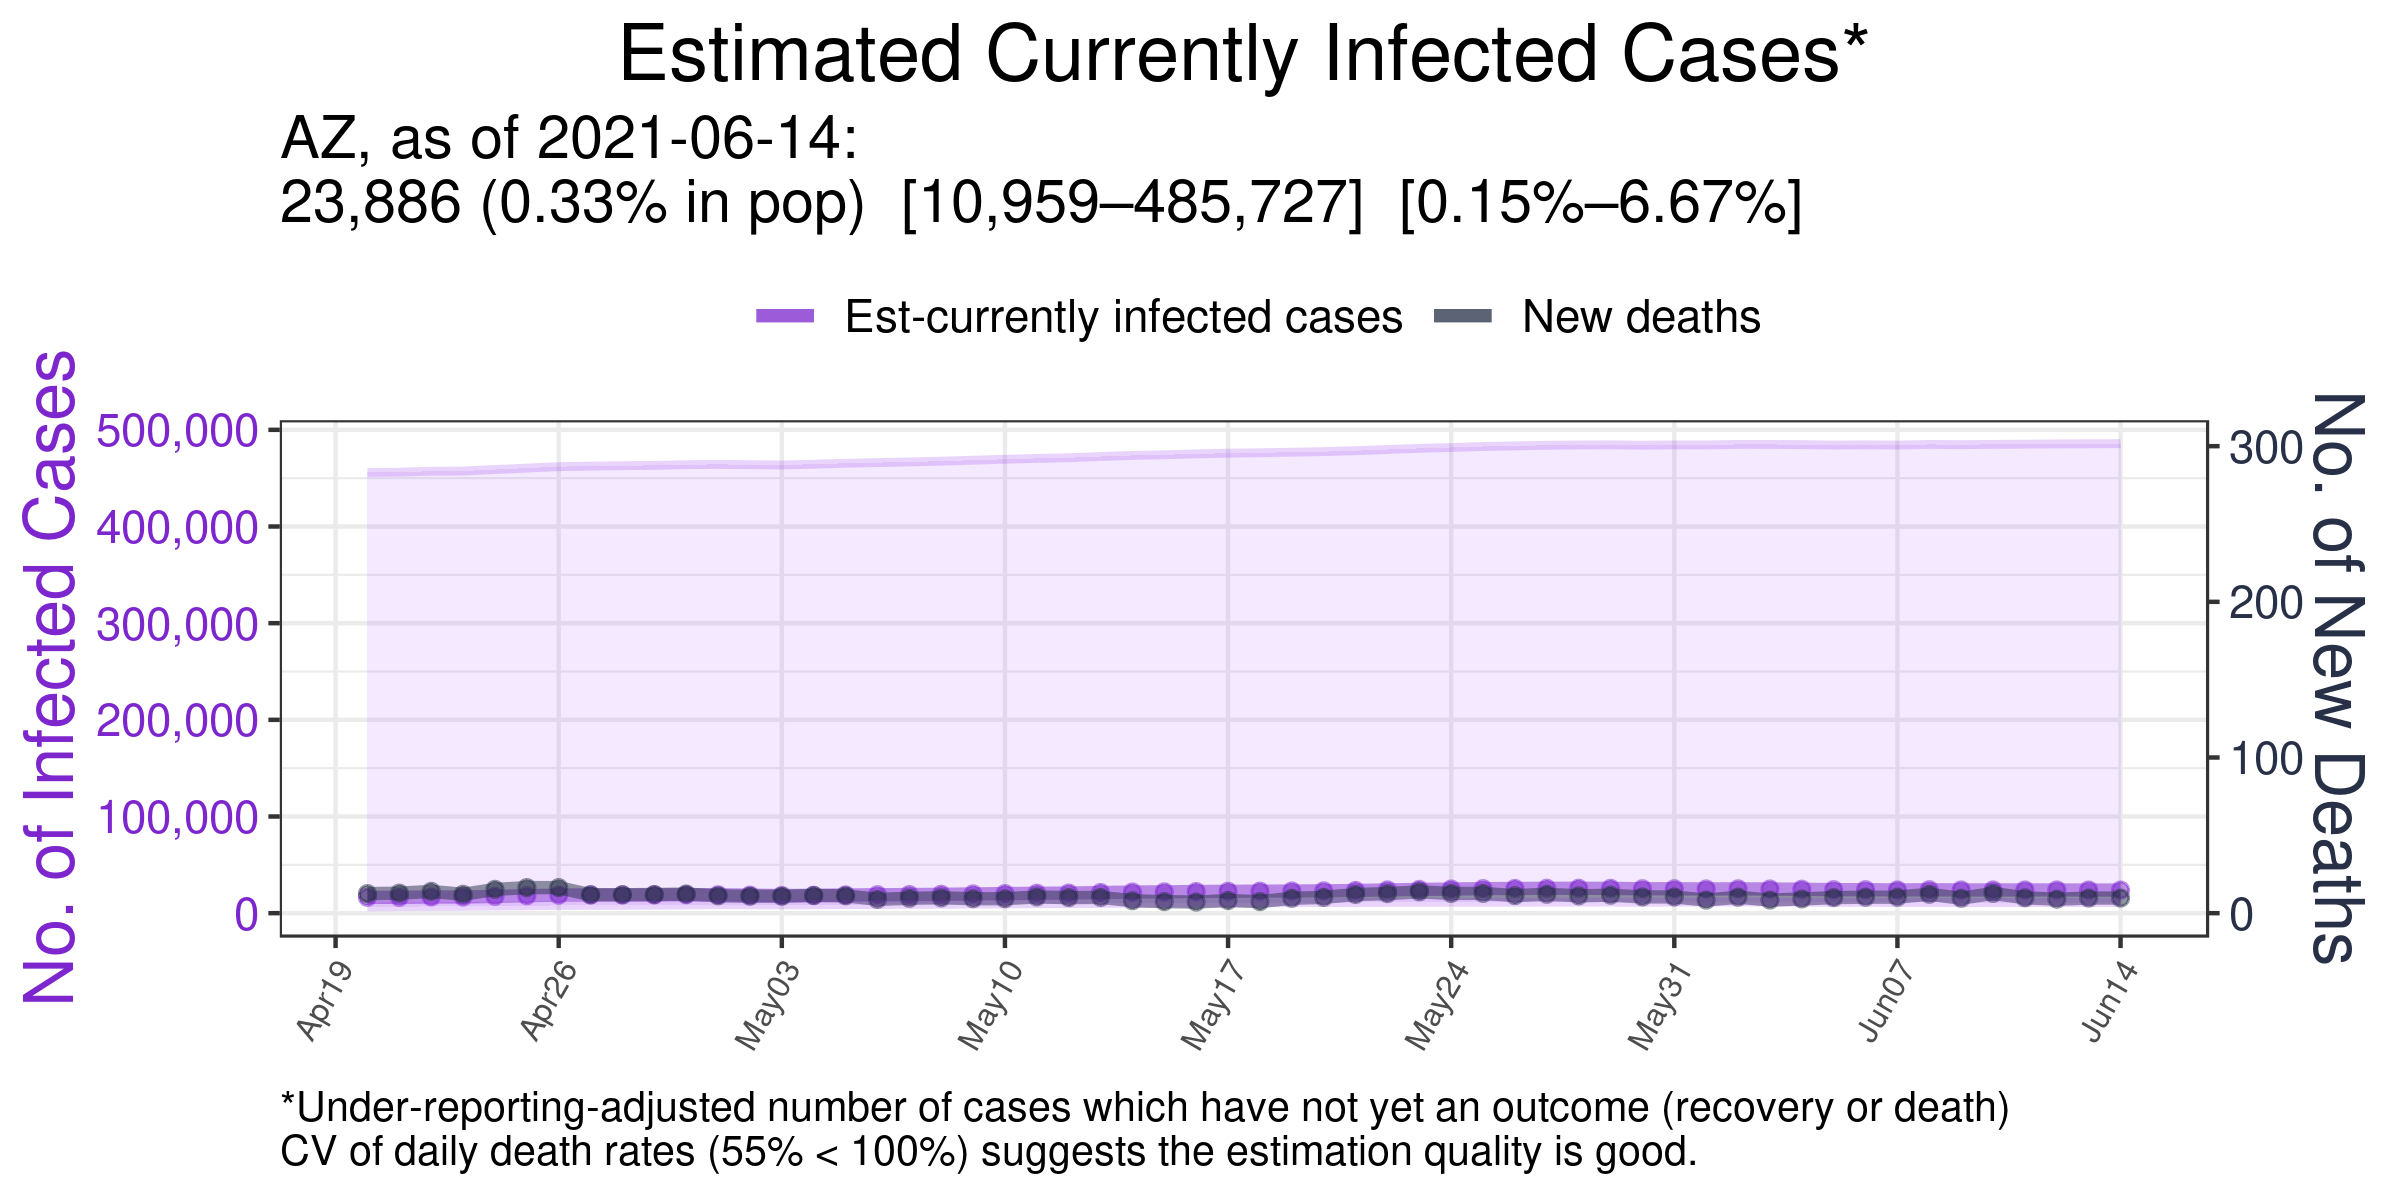 Estimated Currently Infected Cases*
AZ, as of 2021-06-14:
23,886 (0.33% in pop)  [10,959–485,727]  [0.15%–6.67%]
Est-currently infected cases
New deaths
No. of Infected Cases
500,000
400,000
300,000
200,000
100,000
0
300
200
100
0
No. of New Deaths
Apr19
Apr26
May03
May10
May17
May24
May31
Jun07
Jun14
*Under-reporting-adjusted number of cases which have not yet an outcome (recovery or death)
CV of daily death rates (55% < 100%) suggests the estimation quality is good.